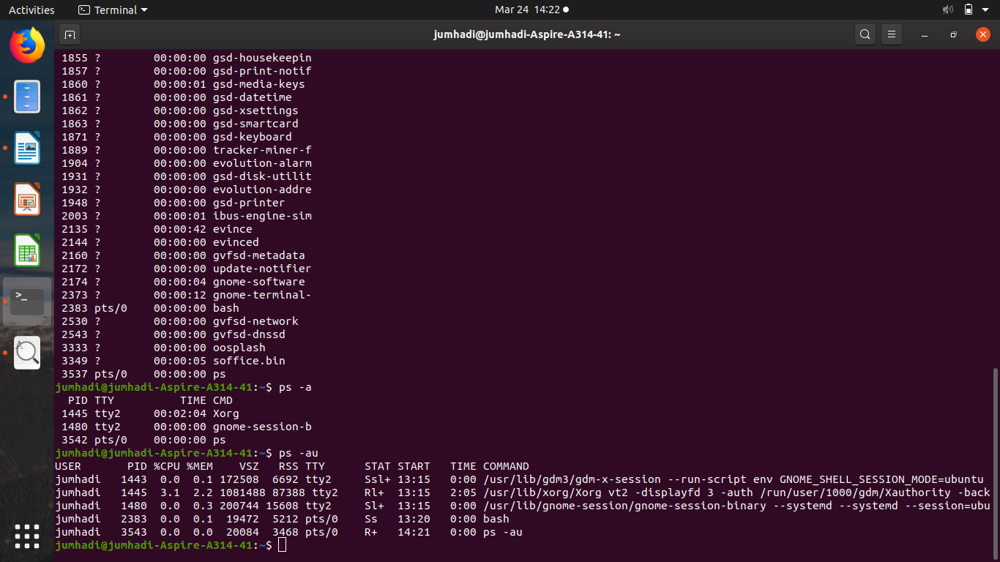 Activities Terminal Mar 24 14:22
jumhadi@jumhadi-Aspire-A314-41: ~
1855 ? 00:00:00 gsd-housekeepin
1857 ? 00:00:00 gsd-print-notif
1860 ? 00:00:01 gsd-media-keys
1861 ? 00:00:00 gsd-datetime
1862 ? 00:00:00 gsd-xsettings
1863 ? 00:00:00 gsd-smartcard
1871 ? 00:00:00 gsd-keyboard
1889 ? 00:00:00 tracker-miner-f
1904 ? 00:00:00 evolution-alarm
1931 ? 00:00:00 gsd-disk-utilit
1932 ? 00:00:00 evolution-addre
1948 ? 00:00:00 gsd-printer
2003 ? 00:00:01 ibus-engine-sim
2135 ? 00:00:42 evince
2144 ? 00:00:00 evinced
2160 ? 00:00:00 gvfsd-metadata
2172 ? 00:00:00 update-notifier
2174 ? 00:00:04 gnome-software
2373 ? 00:00:12 gnome-terminal-
2383 pts/0 00:00:00 bash
2530 ? 00:00:00 gvfsd-network
2543 ? 00:00:00 gvfsd-dnssd
3333 ? 00:00:00 oosplash
3349 ? 00:00:05 soffice.bin
3537 pts/0 00:00:00 ps
jumhadi@jumhadi-Aspire-A314-41:~$ ps -a
PID TTY TIME CMD
1445 tty2 00:02:04 Xorg
1480 tty2 00:00:00 gnome-session-b
3542 pts/0 00:00:00 ps
jumhadi@jumhadi-Aspire-A314-41:~$ ps -au
USER PID %CPU %MEM VSZ RSS TTY STAT START TIME COMMAND
jumhadi 1443 0.0 0.1 172508 6692 tty2 Ssl+ 13:15 0:00 /usr/lib/gdm3/gdm-x-session --run-script env GNOME_SHELL_SESSION_MODE=ubuntu
jumhadi 1445 3.1 2.2 1081488 87388 tty2 Rl+ 13:15 2:05 /usr/lib/xorg/Xorg vt2 -displayfd 3 -auth /run/user/1000/gdm/Xauthority -back
jumhadi 1480 0.0 0.3 200744 15608 tty2 Sl+ 13:15 0:00 /usr/lib/gnome-session/gnome-session-binary --systemd --systemd --session=ubu
jumhadi 2383 0.0 0.1 19472 5212 pts/0 Ss 13:20 0:00 bash
jumhadi 3543 0.0 0.0 20084 3468 pts/0 R+ 14:21 0:00 ps -au
jumhadi@jumhadi-Aspire-A314-41:~$